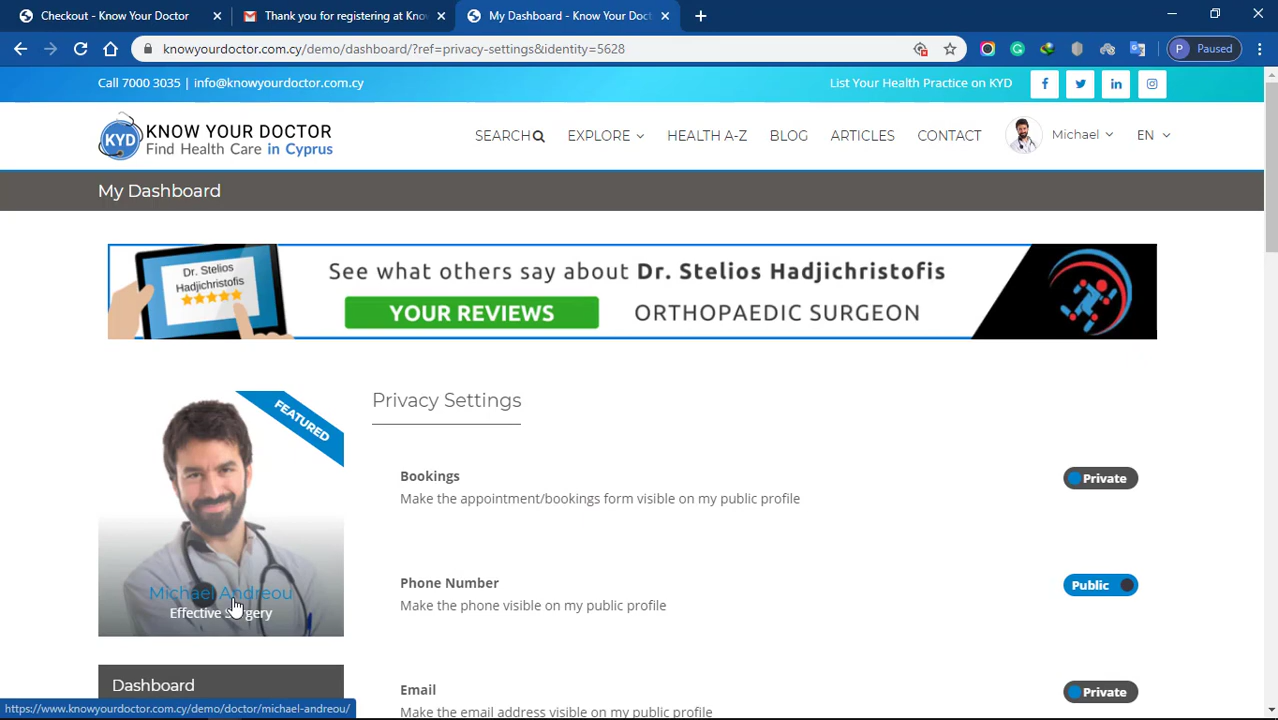 Checkout - Know Your Doctor
Thank you for registering at Kno
My Dashboard - Know Your Doc
knowyourdoctor.com.cy/demo/dashboard/?ref=privacy-settings&identity=5628
P Paused
Call 7000 3035 | info@knowyourdoctor.com.cy
List Your Health Practice on KYD
KYD KNOW YOUR DOCTOR
Find Health Care in Cyprus
SEARCH EXPLORE HEALTH A-Z BLOG ARTICLES CONTACT Michael EN
My Dashboard
Dr. Stelios
Hadjichristofis
See what others say about Dr. Stelios Hadjichristofis
YOUR REVIEWS ORTHOPAEDIC SURGEON
FEATURED
Michael Andreou
Effective Surgery
Dashboard
Privacy Settings
Bookings
Make the appointment/bookings form visible on my public profile
Private
Phone Number
Make the phone visible on my public profile
Public
Email
Make the email address visible on my public profile
Private
https://www.knowyourdoctor.com.cy/demo/doctor/michael-andreou/